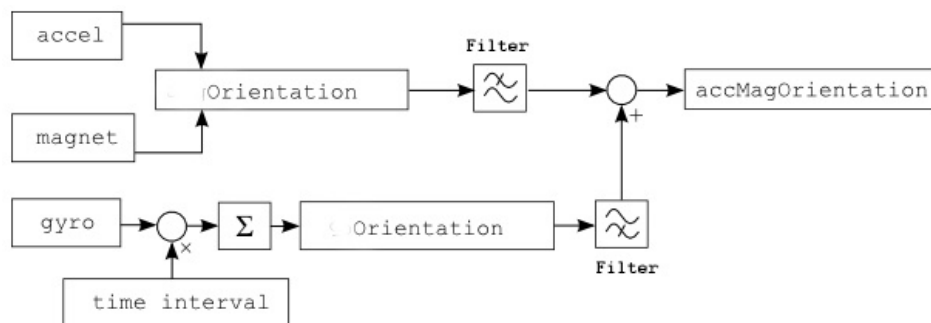 accel
Filter
Orientation
accMagOrientation
magnet
+
gyro
×
Σ
Orientation
Filter
time interval